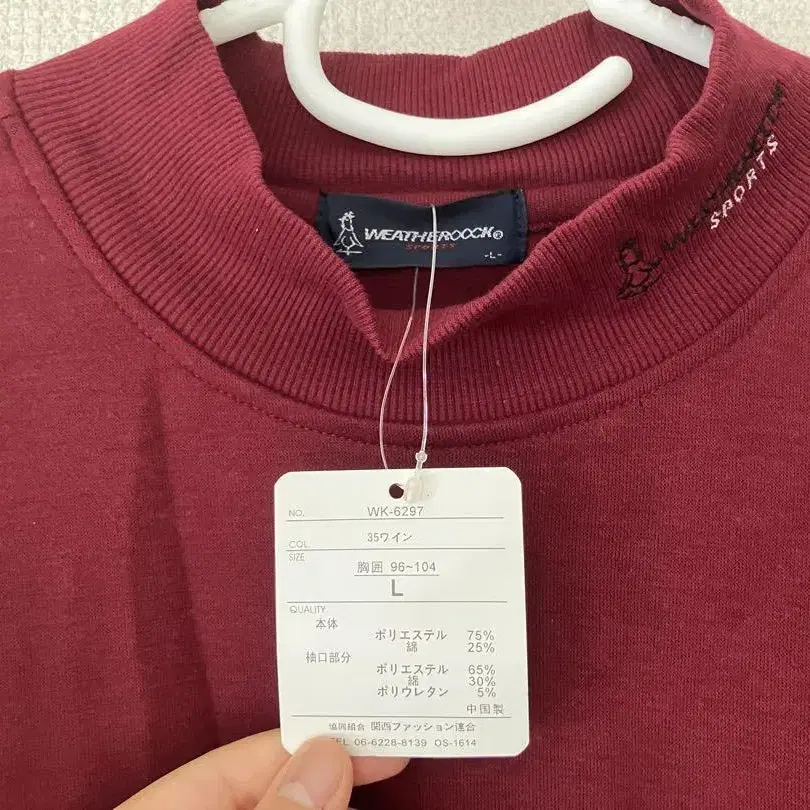 WEATHEROOCK®
SPORTS
-L-
SPORTS
NO. WK-6297
COL. 35ワイン
SIZE
胸囲 96~104
L
QUALITY
本体
ポリエステル 75%
綿 25%
袖口部分
ポリエステル 65%
綿 30%
ポリウレタン 5%
中国製
協同組合 関西ファッション連合
TEL 06-6228-8139 OS-1614